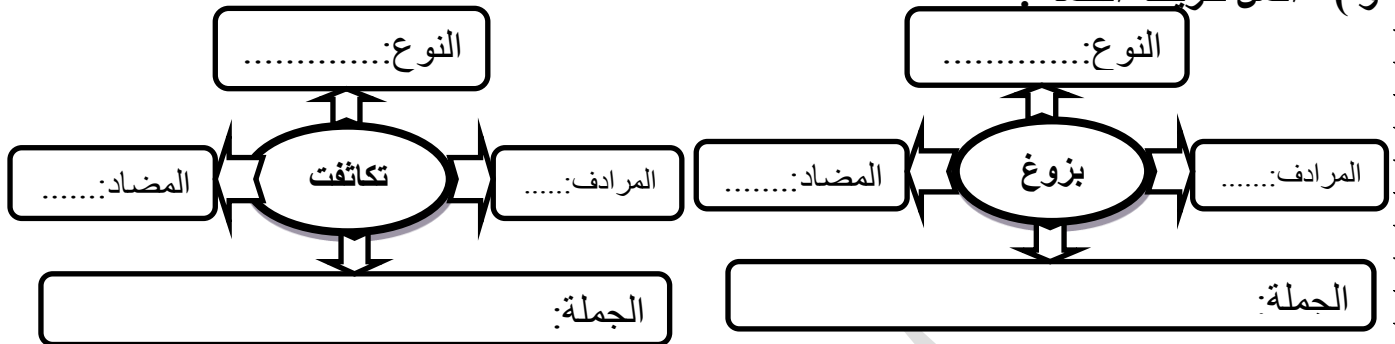 النوع:..............
النوع:..............
المرادف:.......
بزوغ
المضاد:.......
المرادف:.....
تكاثفت
المضاد:.......
الجملة:
الجملة: